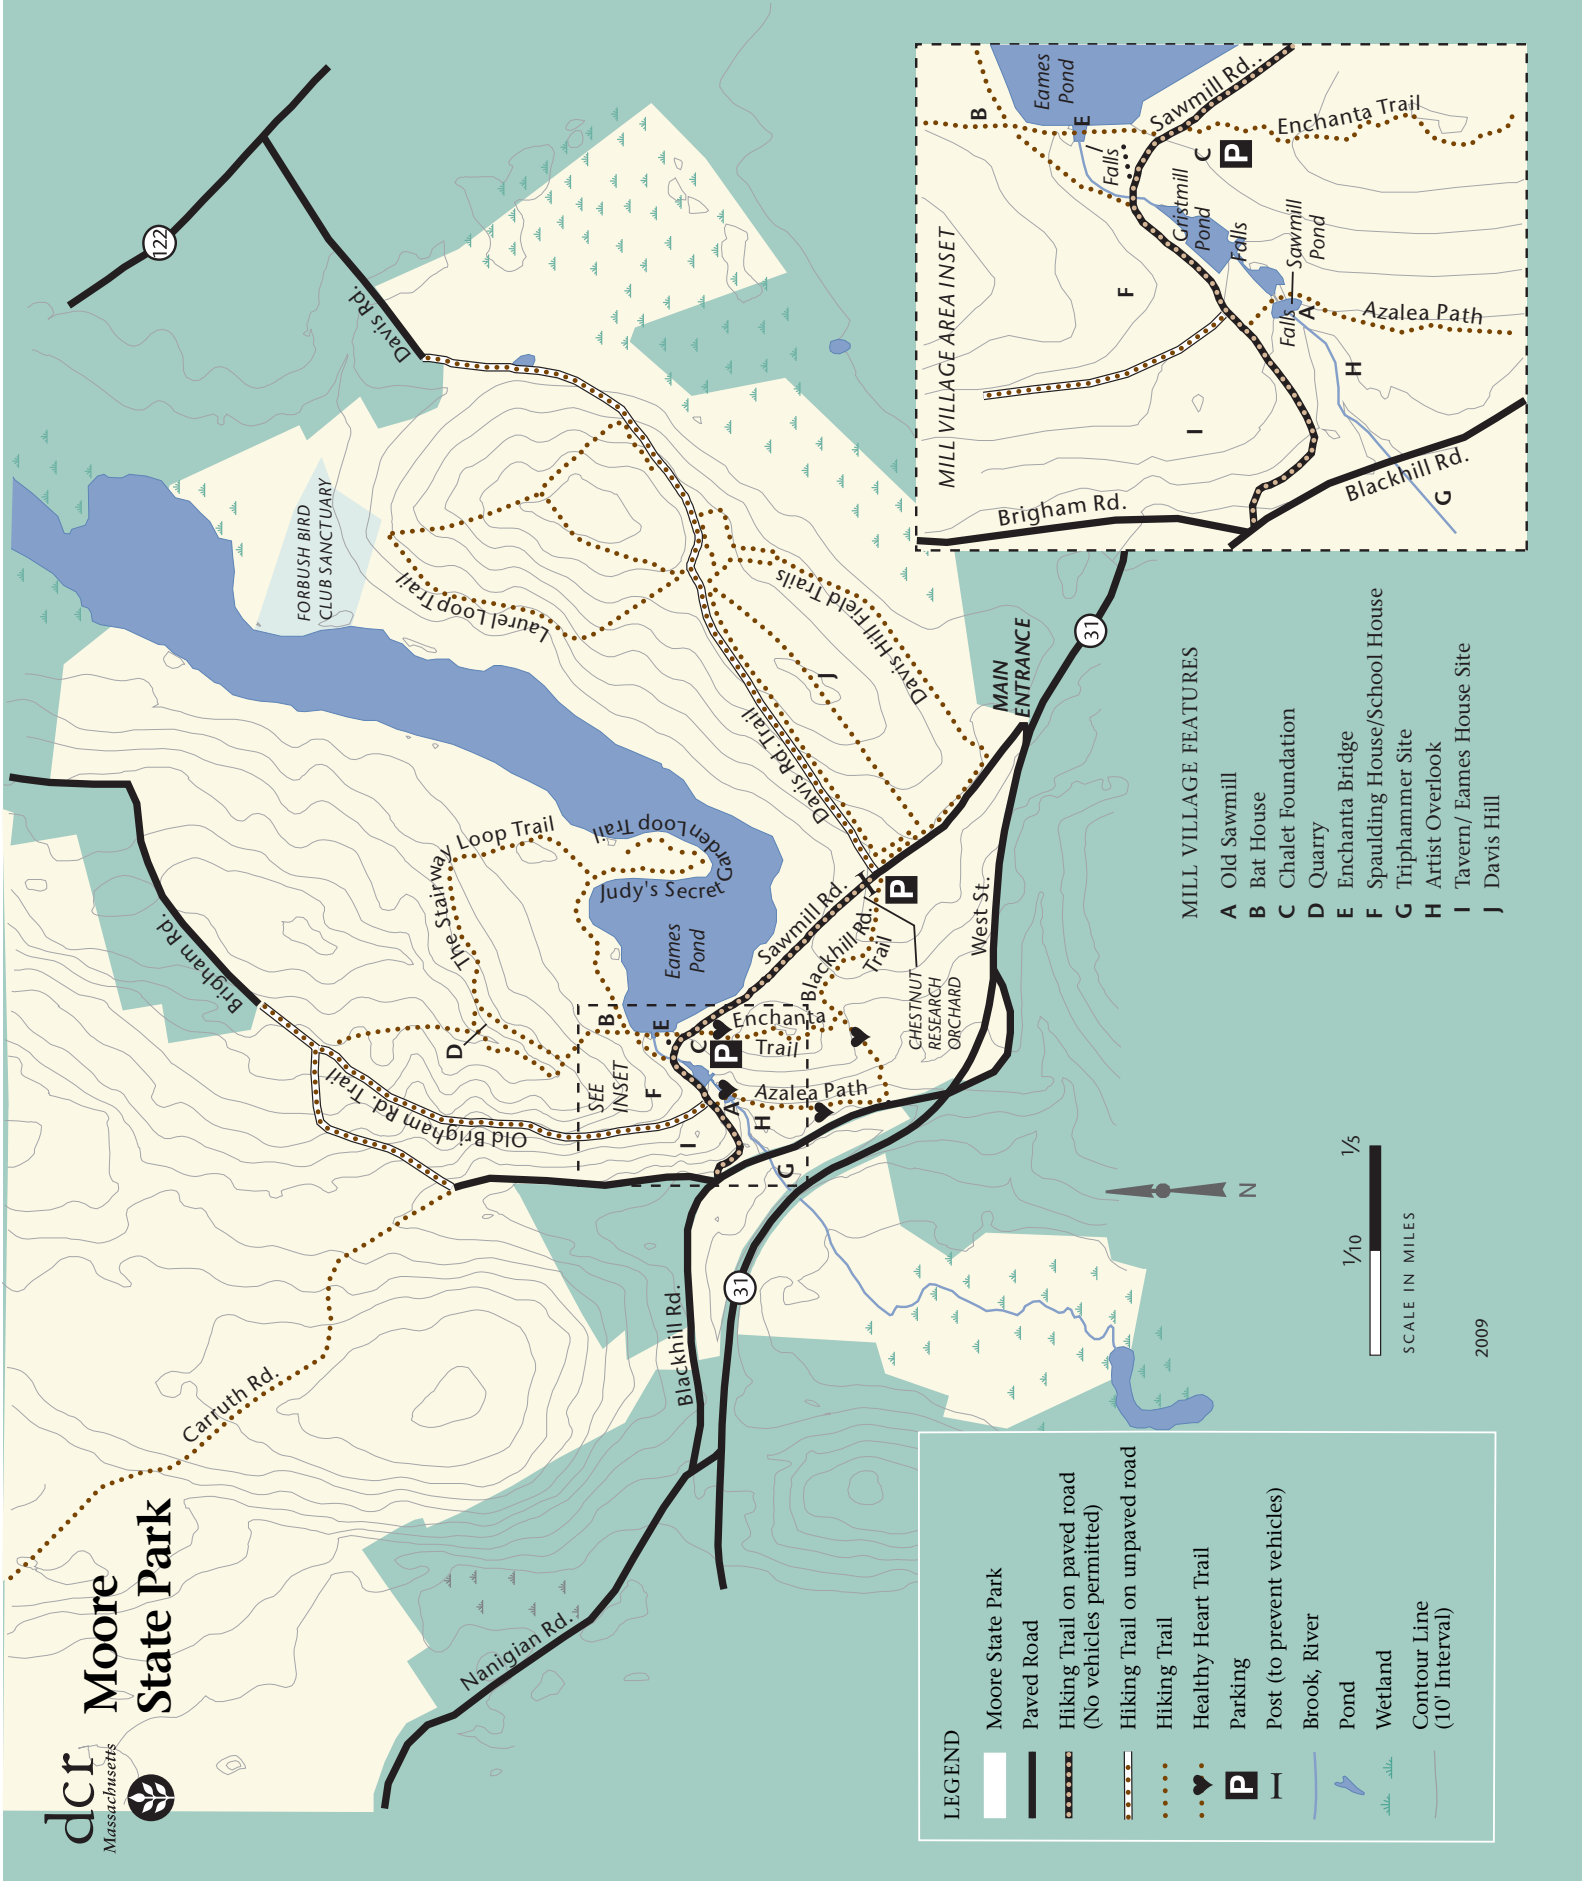 dcr
Massachusetts
Moore
State Park
122
Davis Rd.
FORBUSH BIRD
CLUB SANCTUARY
Laurel Loop Trail
Davis Hill Field Trails
J
Davis Rd. Trail
Brigham Rd.
The Stairway Loop Trail
Judy's Secret Garden Loop Trail
Eames
Pond
Sawmill Rd.
P
MAIN
ENTRANCE
31
West St.
Blackhill Rd.
Trail
CHESTNUT
RESEARCH
ORCHARD
D
B
E
C
P
Enchanta
Trail
SEE
INSET
F
A
Azalea Path
H
I
G
Old Brigham Rd. Trail
Carruth Rd.
Blackhill Rd.
31
Nanigian Rd.
MILL VILLAGE AREA INSET
B
Eames
Pond
E
Falls
Sawmill Rd.
Enchanta Trail
C
P
Gristmill
Pond
Falls
Sawmill
Pond
F
Falls
A
Azalea Path
H
I
Brigham Rd.
Blackhill Rd.
G
MILL VILLAGE FEATURES
A Old Sawmill
B Bat House
C Chalet Foundation
D Quarry
E Enchanta Bridge
F Spaulding House/School House
G Triphammer Site
H Artist Overlook
I Tavern/ Eames House Site
J Davis Hill
N
1/10 1/5
SCALE IN MILES
2009
LEGEND
Moore State Park
Paved Road
Hiking Trail on paved road
(No vehicles permitted)
Hiking Trail on unpaved road
Hiking Trail
Healthy Heart Trail
P Parking
Post (to prevent vehicles)
Brook, River
Pond
Wetland
Contour Line
(10' Interval)